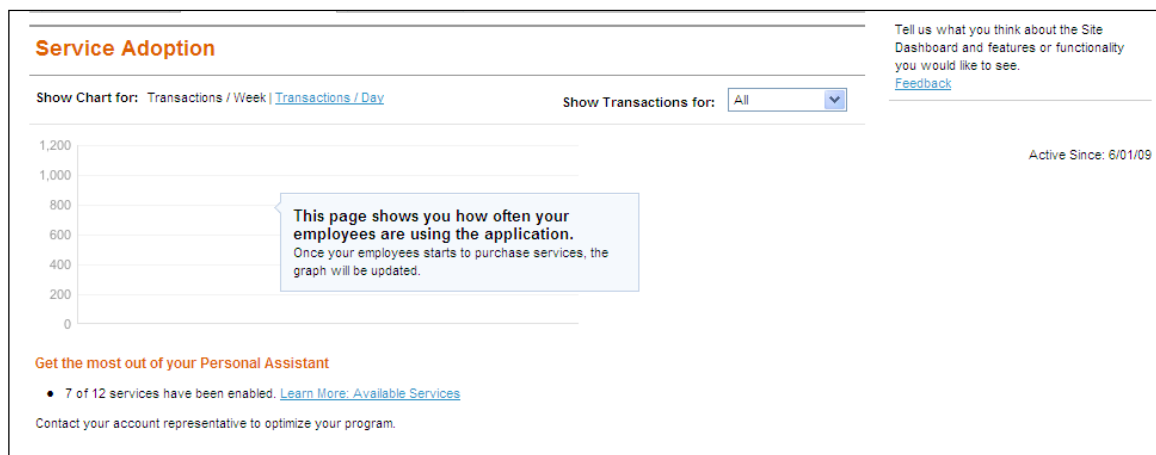 Service Adoption
Show Chart for: Transactions / Week | Transactions / Day
Show Transactions for: All
1,200
1,000
800
600
400
200
0
This page shows you how often your
employees are using the application.
Once your employees starts to purchase services, the
graph will be updated.
Get the most out of your Personal Assistant
• 7 of 12 services have been enabled. Learn More: Available Services
Contact your account representative to optimize your program.
Tell us what you think about the Site
Dashboard and features or functionality
you would like to see.
Feedback
Active Since: 6/01/09